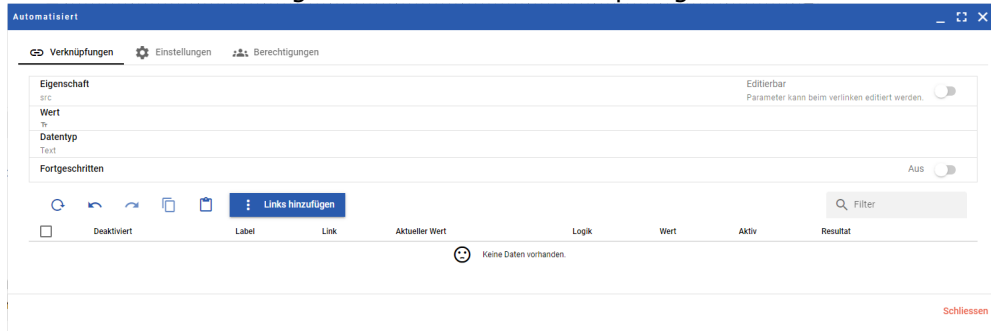 Automatisiert
Verknüpfungen Einstellungen Berechtigungen
Eigenschaft
src
Editierbar
Parameter kann beim verlinken editiert werden.
Wert
Tr
Datentyp
Text
Fortgeschritten Aus
Links hinzufügen Filter
Deaktiviert Label Link Aktueller Wert Logik Wert Aktiv Resultat
Keine Daten vorhanden.
Schliessen